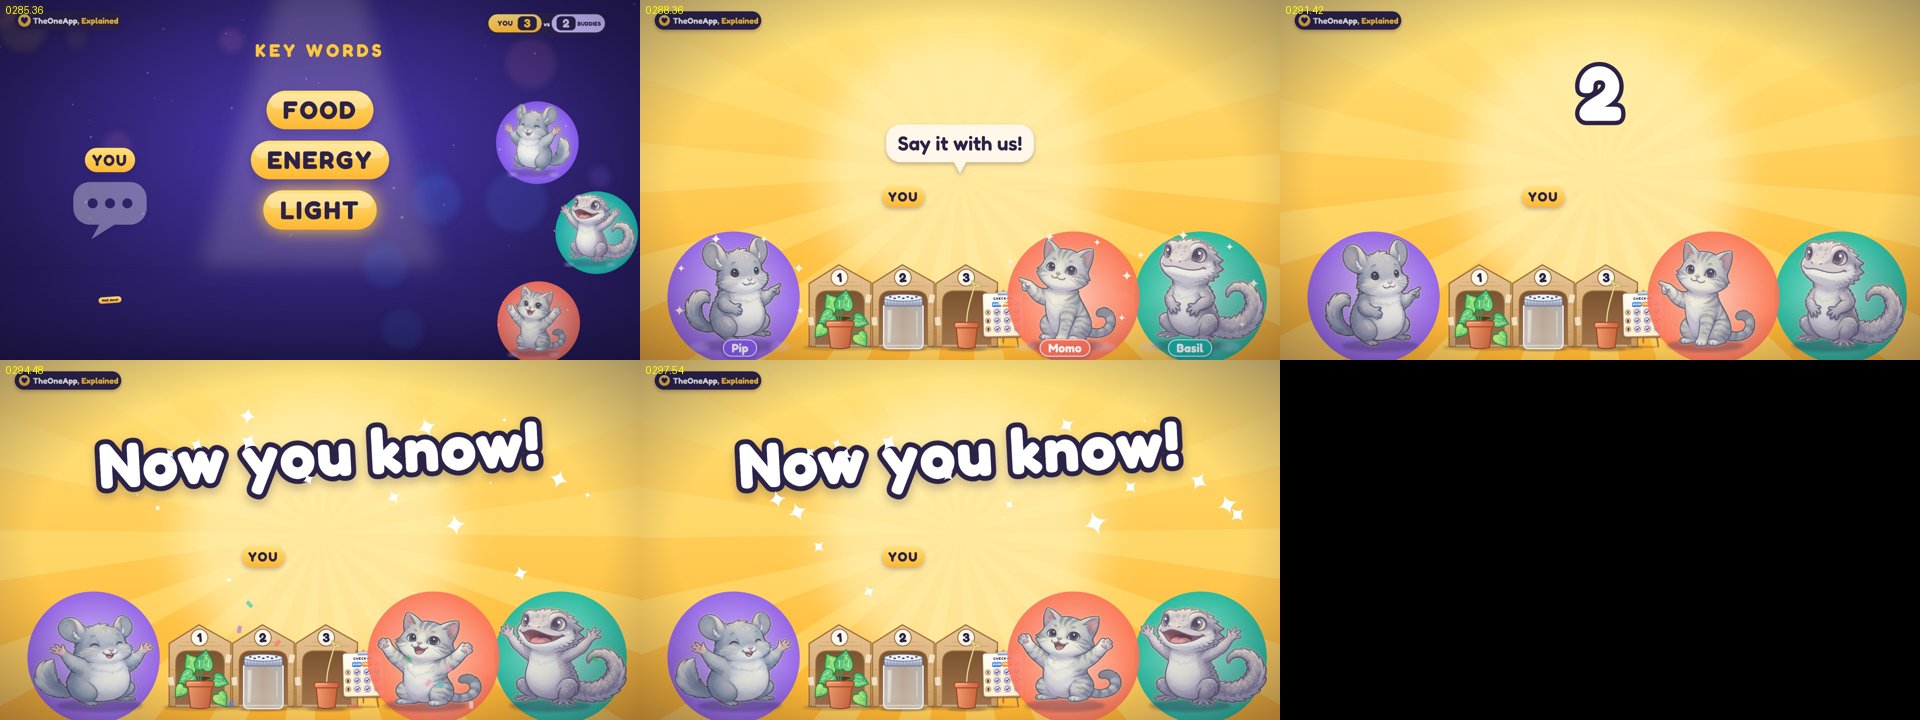 0285.36
TheOneApp, Explained
YOU 3 vs 2 BUDDIES
KEY WORDS
FOOD
ENERGY
LIGHT
YOU
0288.36
TheOneApp, Explained
Say it with us!
YOU
1 2 3
Pip
Momo
Basil
0291.42
TheOneApp, Explained
2
YOU
1 2 3
0294.48
TheOneApp, Explained
Now you know!
YOU
1 2 3
0297.54
TheOneApp, Explained
Now you know!
YOU
1 2 3